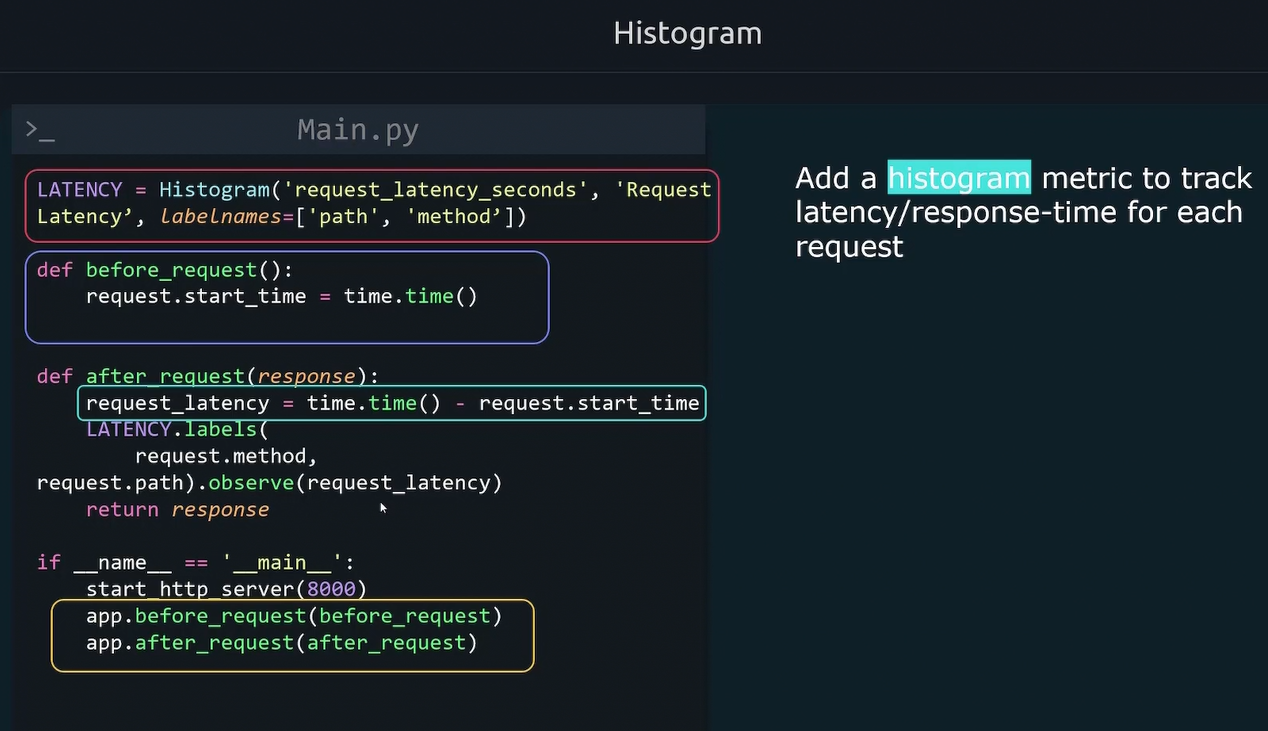 Histogram
>_ Main.py
LATENCY = Histogram('request_latency_seconds', 'Request
Latency’, labelnames=['path', 'method’])
def before_request():
    request.start_time = time.time()
def after_request(response):
    request_latency = time.time() - request.start_time
    LATENCY.labels(
        request.method,
request.path).observe(request_latency)
    return response
if __name__ == '__main__':
    start_http_server(8000)
    app.before_request(before_request)
    app.after_request(after_request)
Add a histogram metric to track
latency/response-time for each
request